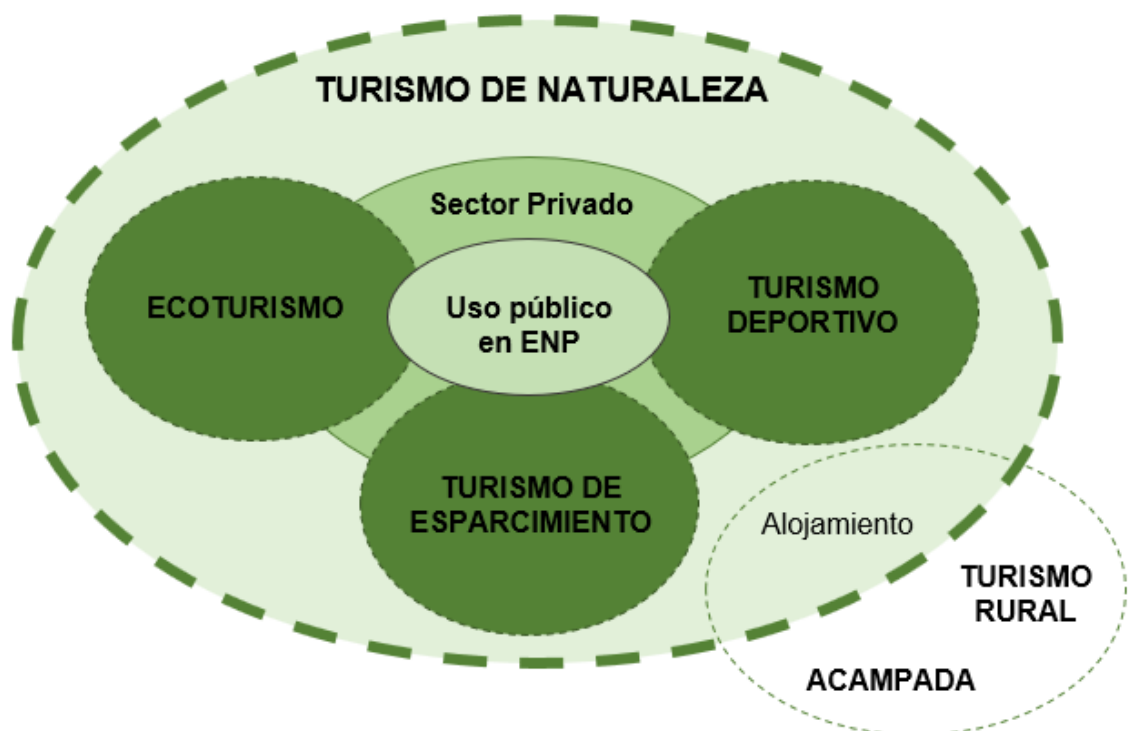 TURISMO DE NATURALEZA
Sector Privado
ECOTURISMO
Uso público
en ENP
TURISMO
DEPORTIVO
TURISMO DE
ESPARCIMIENTO
Alojamiento
TURISMO
RURAL
ACAMPADA